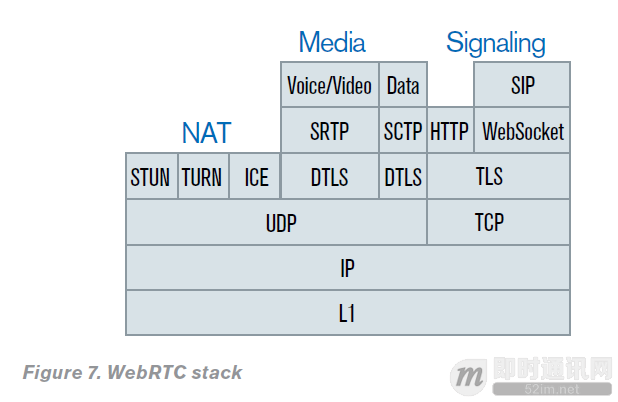 Media Signaling
Voice/Video Data SIP
NAT SRTP SCTP HTTP WebSocket
STUN TURN ICE DTLS DTLS TLS
UDP TCP
IP
L1
Figure 7. WebRTC stack
m 即时通讯网
52im.net